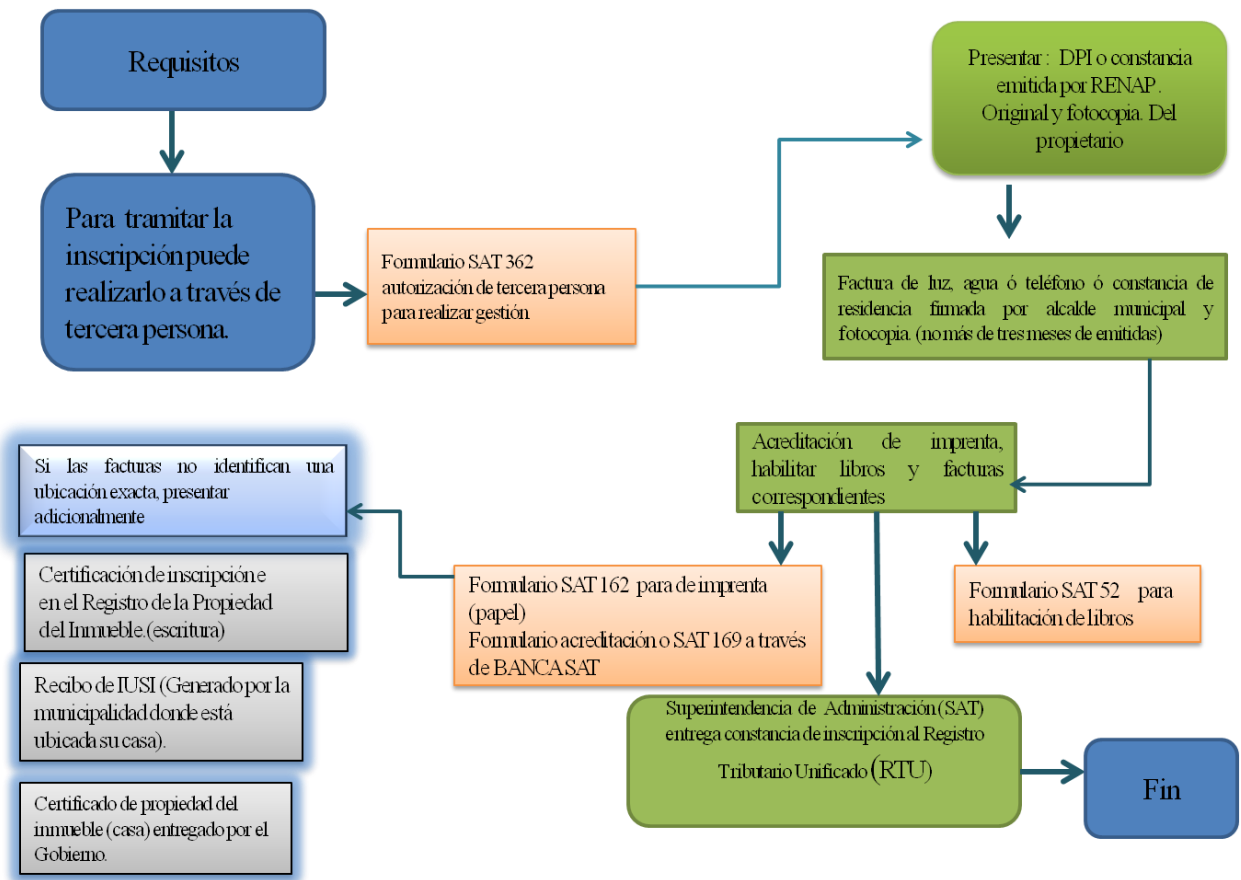 Requisitos
Para tramitar la
inscripción puede
realizarlo a través de
tercera persona.
Formulario SAT 362
autorización de tercera persona
para realizar gestión
Presentar : DPI o constancia
emitida por RENAP.
Original y fotocopia. Del
propietario
Factura de luz, agua ó teléfono ó constancia de
residencia firmada por alcalde municipal y
fotocopia. (no más de tres meses de emitidas)
Acreditación de imprenta,
habilitar libros y facturas
correspondientes
Formulario SAT 52 para
habilitación de libros
Formulario SAT 162 para de imprenta
(papel)
Formulario acreditación o SAT 169 a través
de BANCA SAT
Si las facturas no identifican una
ubicación exacta, presentar
adicionalmente
Certificación de inscripción e
en el Registro de la Propiedad
del Inmueble.(escritura)
Recibo de IUSI (Generado por la
municipalidad donde está
ubicada su casa).
Certificado de propiedad del
inmueble (casa) entregado por el
Gobierno.
Superintendencia de Administración (SAT)
entrega constancia de inscripción al Registro
Tributario Unificado (RTU)
Fin